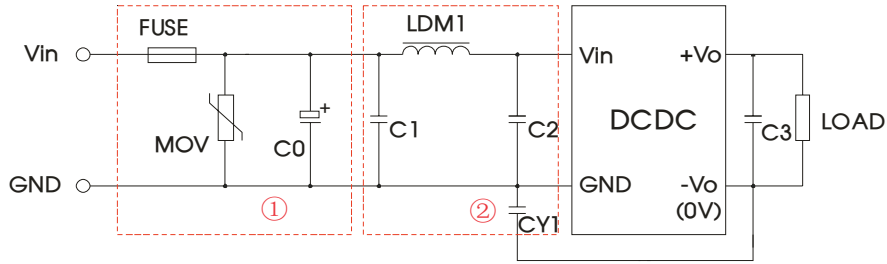 FUSE
LDM1
Vin
Vin
+Vo
MOV
C0
+
C1
C2
DCDC
C3
LOAD
GND
GND
-Vo
(0V)
①
②
CY1